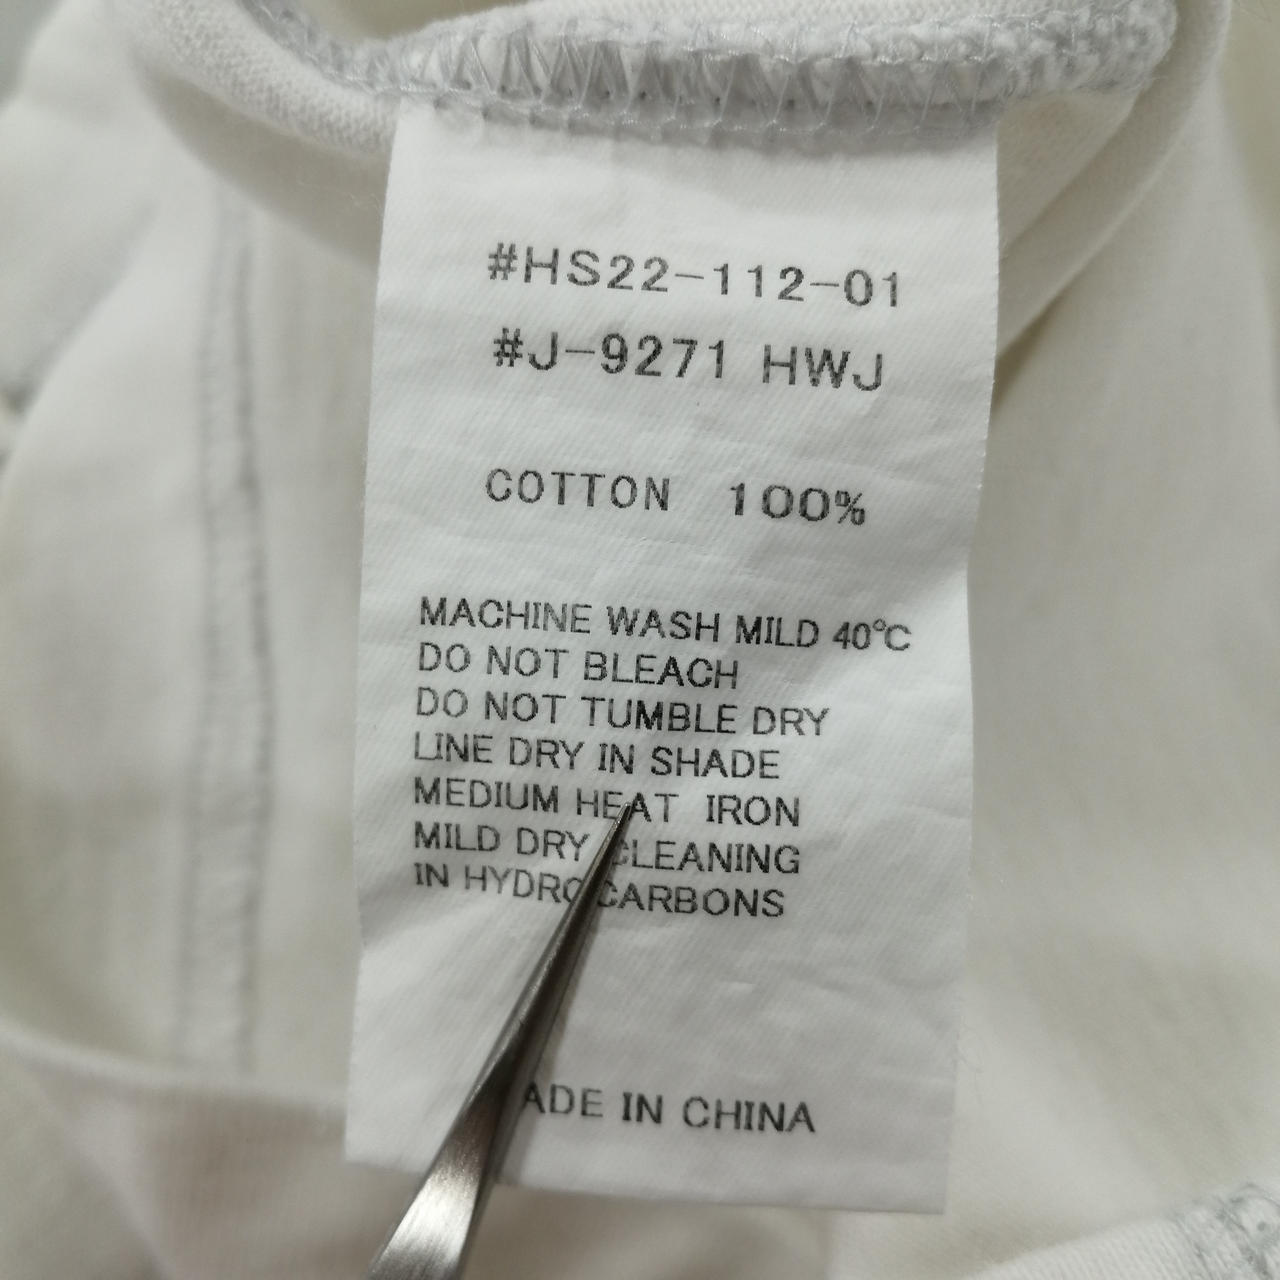 #HS22-112-01
#J-9271 HWJ
COTTON 100%
MACHINE WASH MILD 40°C
DO NOT BLEACH
DO NOT TUMBLE DRY
LINE DRY IN SHADE
MEDIUM HEAT IRON
MILD DRY CLEANING
IN HYDROCARBONS
MADE IN CHINA